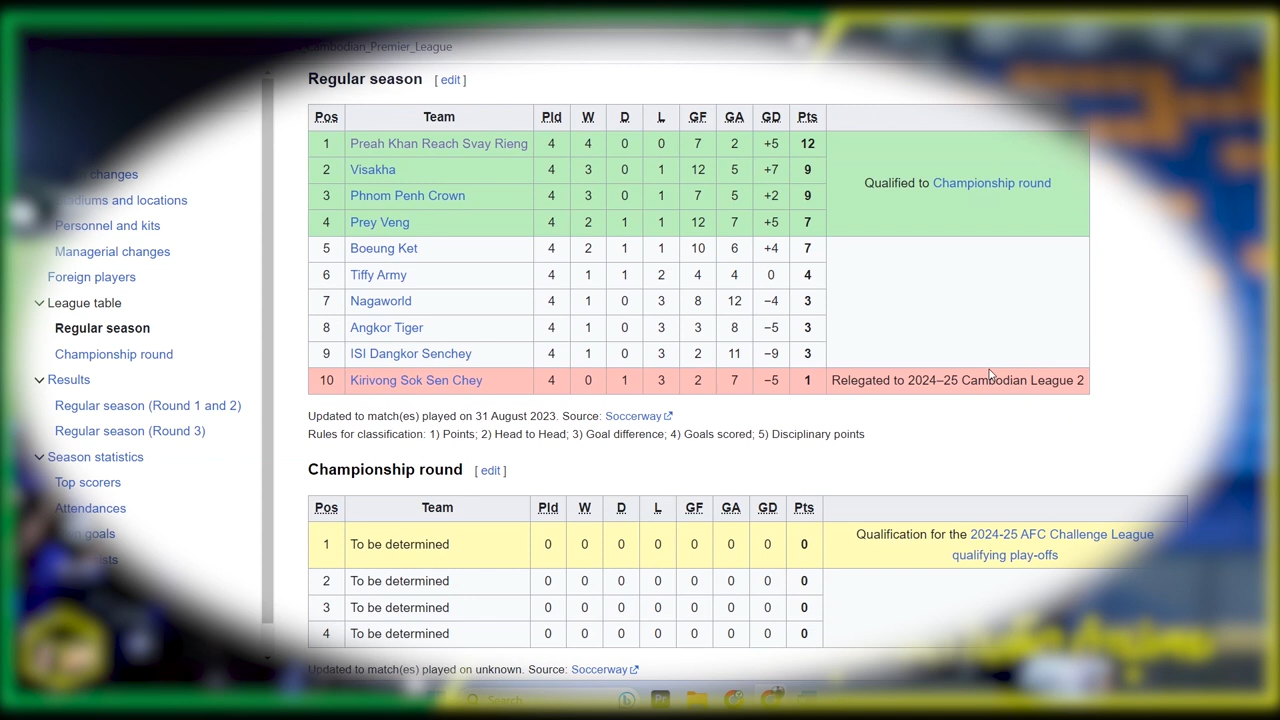 Cambodian_Premier_League
Regular season [ edit ]
Pos Team Pld W D L GF GA GD Pts
1 Preah Khan Reach Svay Rieng 4 4 0 0 7 2 +5 12
2 Visakha 4 3 0 1 12 5 +7 9
Qualified to Championship round
3 Phnom Penh Crown 4 3 0 1 7 5 +2 9
4 Prey Veng 4 2 1 1 12 7 +5 7
5 Boeung Ket 4 2 1 1 10 6 +4 7
6 Tiffy Army 4 1 1 2 4 4 0 4
7 Nagaworld 4 1 0 3 8 12 −4 3
8 Angkor Tiger 4 1 0 3 3 8 −5 3
9 ISI Dangkor Senchey 4 1 0 3 2 11 −9 3
10 Kirivong Sok Sen Chey 4 0 1 3 2 7 −5 1 Relegated to 2024–25 Cambodian League 2
Updated to match(es) played on 31 August 2023. Source: Soccerway
Rules for classification: 1) Points; 2) Head to Head; 3) Goal difference; 4) Goals scored; 5) Disciplinary points
Championship round [ edit ]
Pos Team Pld W D L GF GA GD Pts
1 To be determined 0 0 0 0 0 0 0 0 Qualification for the 2024-25 AFC Challenge League
qualifying play-offs
2 To be determined 0 0 0 0 0 0 0 0
3 To be determined 0 0 0 0 0 0 0 0
4 To be determined 0 0 0 0 0 0 0 0
Updated to match(es) played on unknown. Source: Soccerway
changes
Stadiums and locations
Personnel and kits
Managerial changes
Foreign players
League table
Regular season
Championship round
Results
Regular season (Round 1 and 2)
Regular season (Round 3)
Season statistics
Top scorers
Attendances
goals
Search